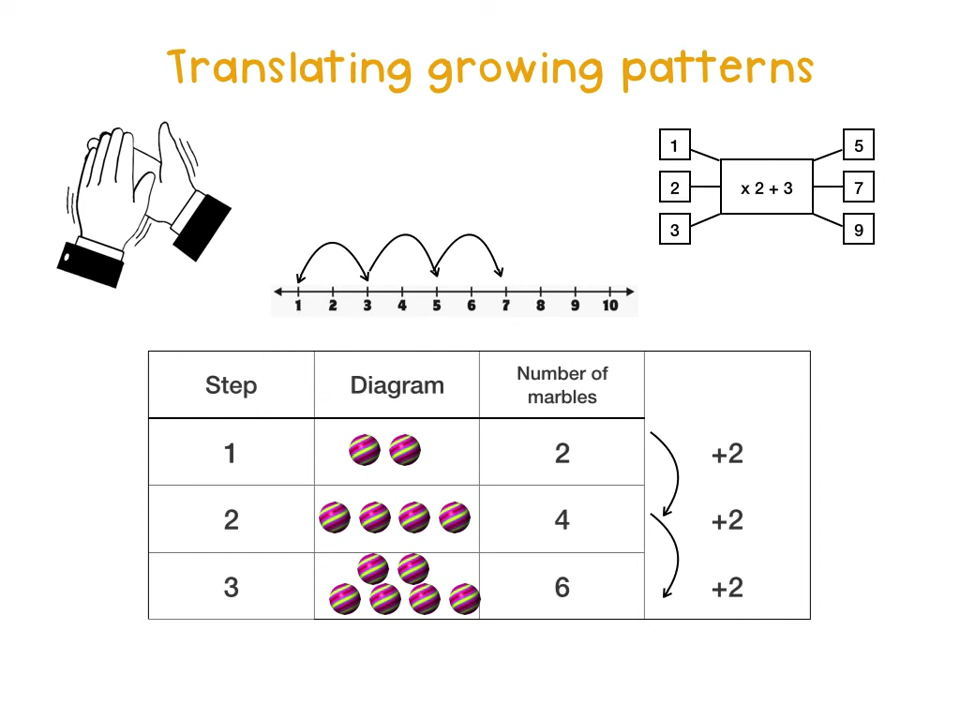 Translating growing patterns
1 5
2 x 2 + 3 7
3 9
1 2 3 4 5 6 7 8 9 10
Step Diagram Number of marbles
1 2 +2
2 4 +2
3 6 +2